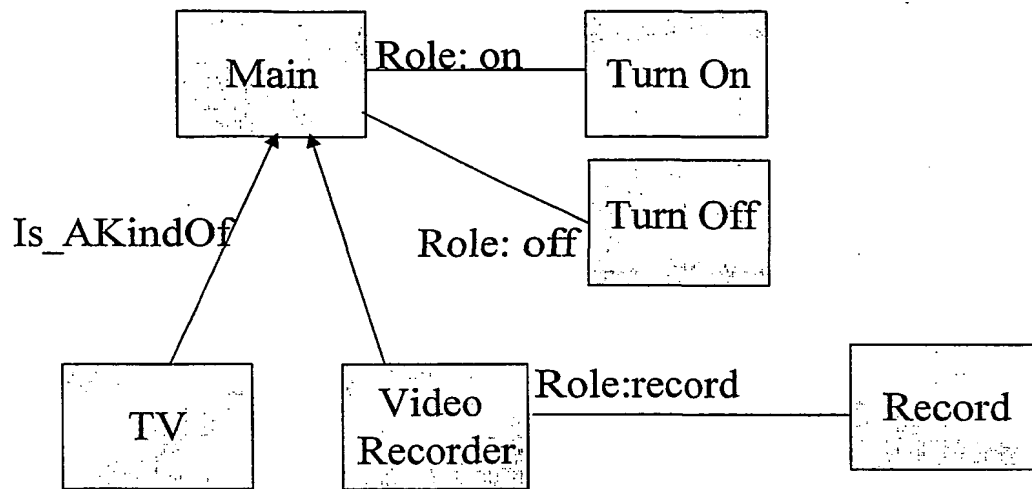 Main
Role: on
Turn On
Turn Off
Role: off
Is_AKindOf
TV
Video
Recorder
Role:record
Record